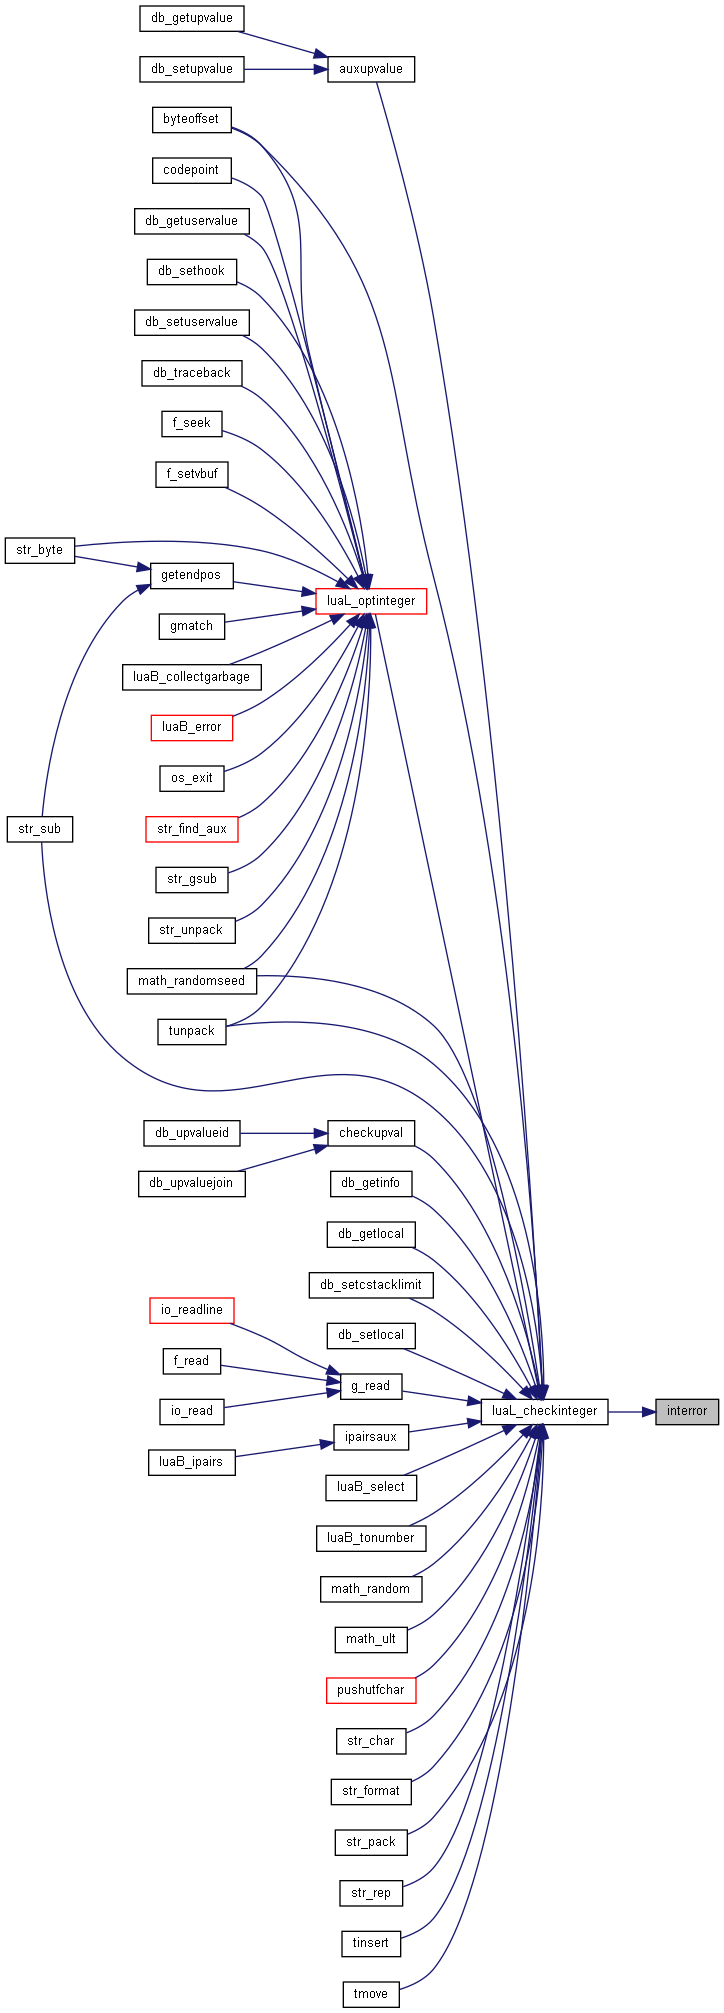 db_getupvalue
db_setupvalue
auxupvalue
byteoffset
codepoint
db_getuservalue
db_sethook
db_setuservalue
db_traceback
f_seek
f_setvbuf
str_byte
getendpos
luaL_optinteger
gmatch
luaB_collectgarbage
luaB_error
os_exit
str_sub
str_find_aux
str_gsub
str_unpack
math_randomseed
tunpack
db_upvalueid
checkupval
db_upvaluejoin
db_getinfo
db_getlocal
db_setcstacklimit
io_readline
db_setlocal
f_read
g_read
io_read
luaL_checkinteger
interror
ipairsaux
luaB_ipairs
luaB_select
luaB_tonumber
math_random
math_ult
pushutfchar
str_char
str_format
str_pack
str_rep
tinsert
tmove